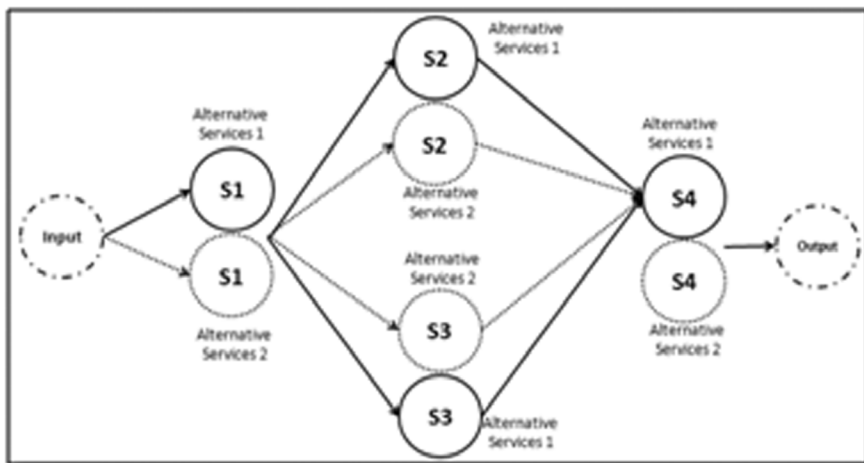 Alternative
Services 1
S2
Alternative
Services 1
S2
Alternative
Services 1
S1
Alternative
Services 2
S4
Input
Output
S1
Alternative
Services 2
S4
Alternative
Services 2
S3
Alternative
Services 2
S3
Alternative
Services 1